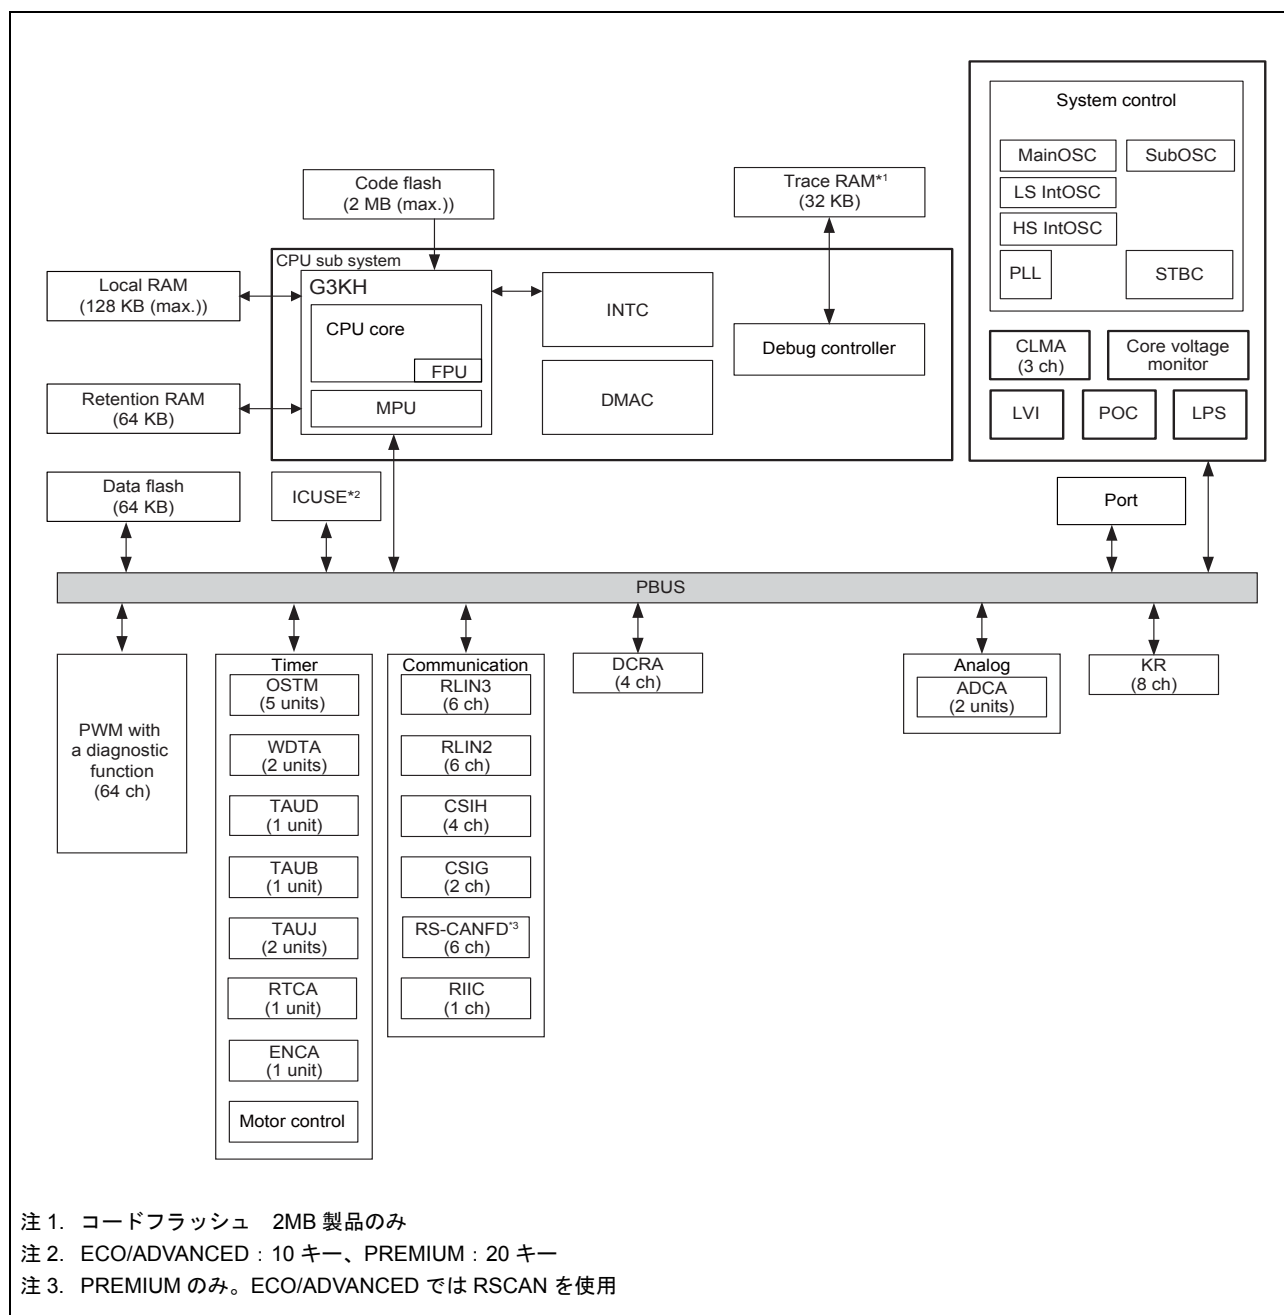 System control
MainOSC
SubOSC
LS IntOSC
HS IntOSC
PLL
STBC
CLMA
(3 ch)
Core voltage
monitor
LVI
POC
LPS
Code flash
(2 MB (max.))
Trace RAM*1
(32 KB)
CPU sub system
Local RAM
(128 KB (max.))
G3KH
CPU core
FPU
MPU
INTC
DMAC
Debug controller
Retention RAM
(64 KB)
Data flash
(64 KB)
ICUSE*2
Port
PBUS
PWM with
a diagnostic
function
(64 ch)
Timer
OSTM
(5 units)
WDTA
(2 units)
TAUD
(1 unit)
TAUB
(1 unit)
TAUJ
(2 units)
RTCA
(1 unit)
ENCA
(1 unit)
Motor control
Communication
RLIN3
(6 ch)
RLIN2
(6 ch)
CSIH
(4 ch)
CSIG
(2 ch)
RS-CANFD*3
(6 ch)
RIIC
(1 ch)
DCRA
(4 ch)
Analog
ADCA
(2 units)
KR
(8 ch)
注 1. コードフラッシュ 2MB 製品のみ
注 2. ECO/ADVANCED：10 キー、PREMIUM：20 キー
注 3. PREMIUM のみ。ECO/ADVANCED では RSCAN を使用